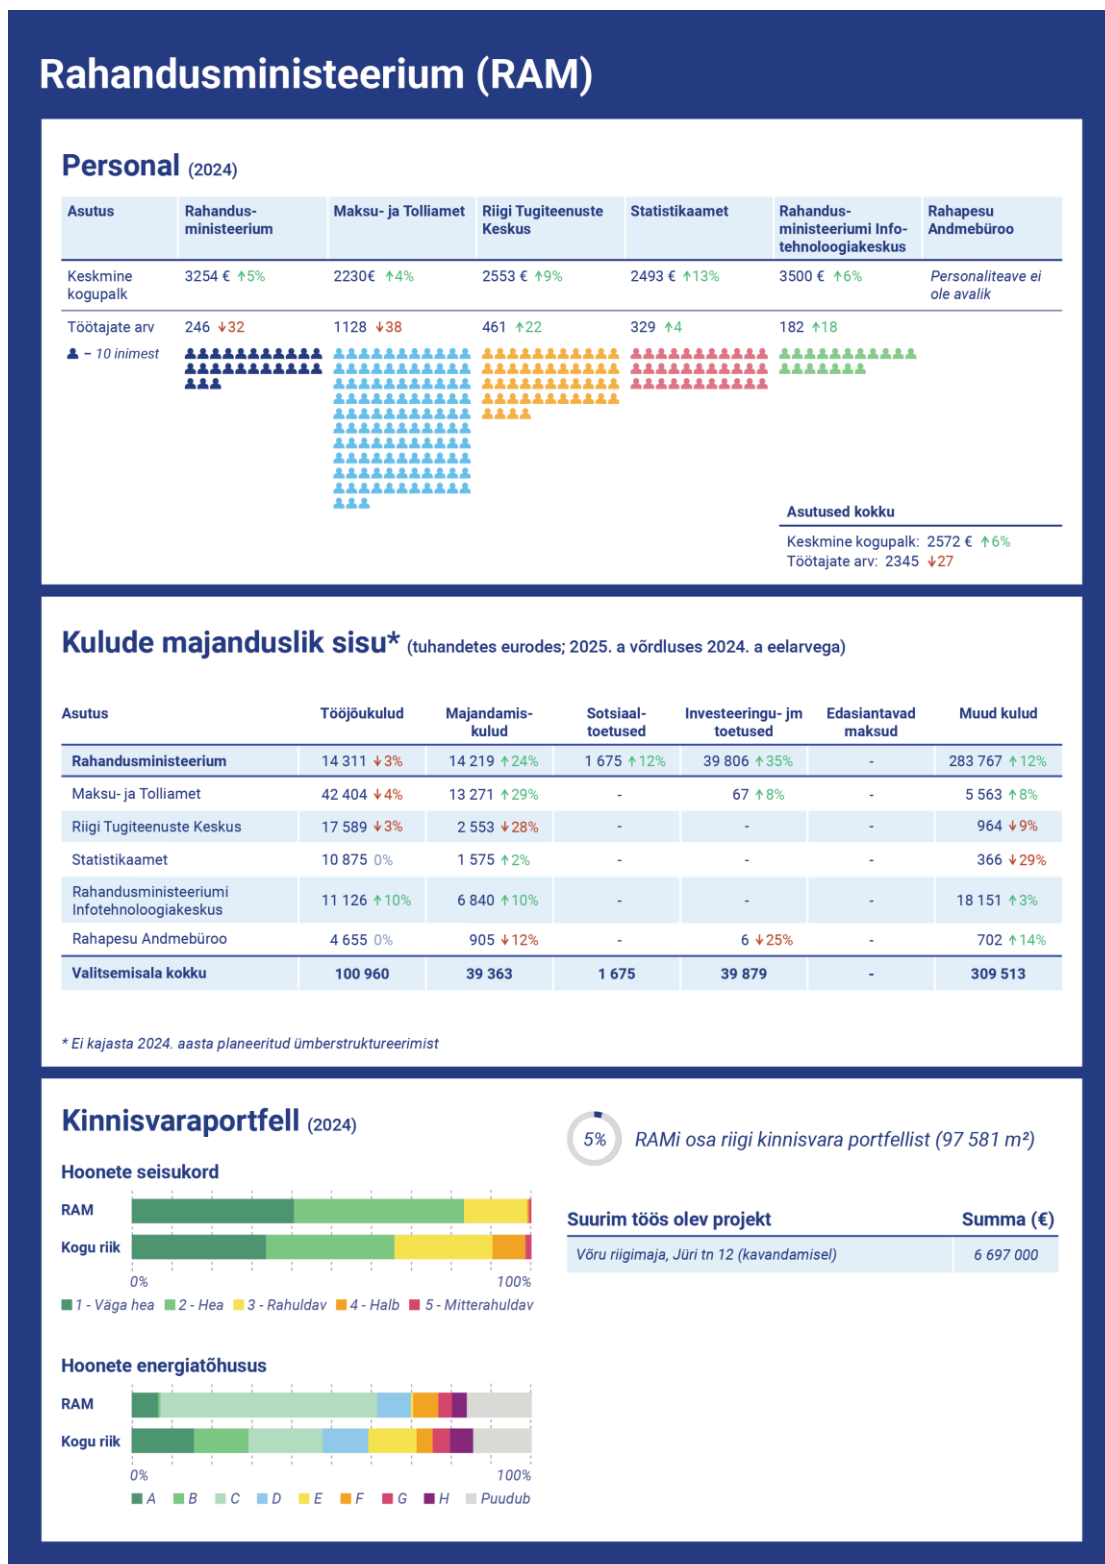 Rahandusministeerium (RAM)
Personal (2024)
Asutus
Rahandus-
ministeerium
Maksu- ja Tolliamet
Riigi Tugiteenuste
Keskus
Statistikaamet
Rahandus-
ministeeriumi Info-
tehnoloogiakeskus
Rahapesu
Andmebüroo
Keskmine
kogupalk
3254 € ↑5%
2230€ ↑4%
2553 € ↑9%
2493 € ↑13%
3500 € ↑6%
Personaliteave ei
ole avalik
Töötajate arv
246 ↓32
1128 ↓38
461 ↑22
329 ↑4
182 ↑18
– 10 inimest
Asutused kokku
Keskmine kogupalk: 2572 € ↑6%
Töötajate arv: 2345 ↓27
Kulude majanduslik sisu* (tuhandetes eurodes; 2025. a võrdluses 2024. a eelarvega)
Asutus
Tööjõukulud
Majandamis-
kulud
Sotsiaal-
toetused
Investeeringu- jm
toetused
Edasiantavad
maksud
Muud kulud
Rahandusministeerium 14 311 ↓3% 14 219 ↑24% 1 675 ↑12% 39 806 ↑35% - 283 767 ↑12%
Maksu- ja Tolliamet 42 404 ↓4% 13 271 ↑29% - 67 ↑8% - 5 563 ↑8%
Riigi Tugiteenuste Keskus 17 589 ↓3% 2 553 ↓28% - - - 964 ↓9%
Statistikaamet 10 875 0% 1 575 ↑2% - - - 366 ↓29%
Rahandusministeeriumi
Infotehnoloogiakeskus
11 126 ↑10% 6 840 ↑10% - - - 18 151 ↑3%
Rahapesu Andmebüroo 4 655 0% 905 ↓12% - 6 ↓25% - 702 ↑14%
Valitsemisala kokku 100 960 39 363 1 675 39 879 - 309 513
* Ei kajasta 2024. aasta planeeritud ümberstruktureerimist
Kinnisvaraportfell (2024)
Hoonete seisukord
RAM
Kogu riik
0% 100%
1 - Väga hea 2 - Hea 3 - Rahuldav 4 - Halb 5 - Mitterahuldav
Hoonete energiatõhusus
RAM
Kogu riik
0% 100%
A B C D E F G H Puudub
5% RAMi osa riigi kinnisvara portfellist (97 581 m²)
Suurim töös olev projekt Summa (€)
Võru riigimaja, Jüri tn 12 (kavandamisel) 6 697 000